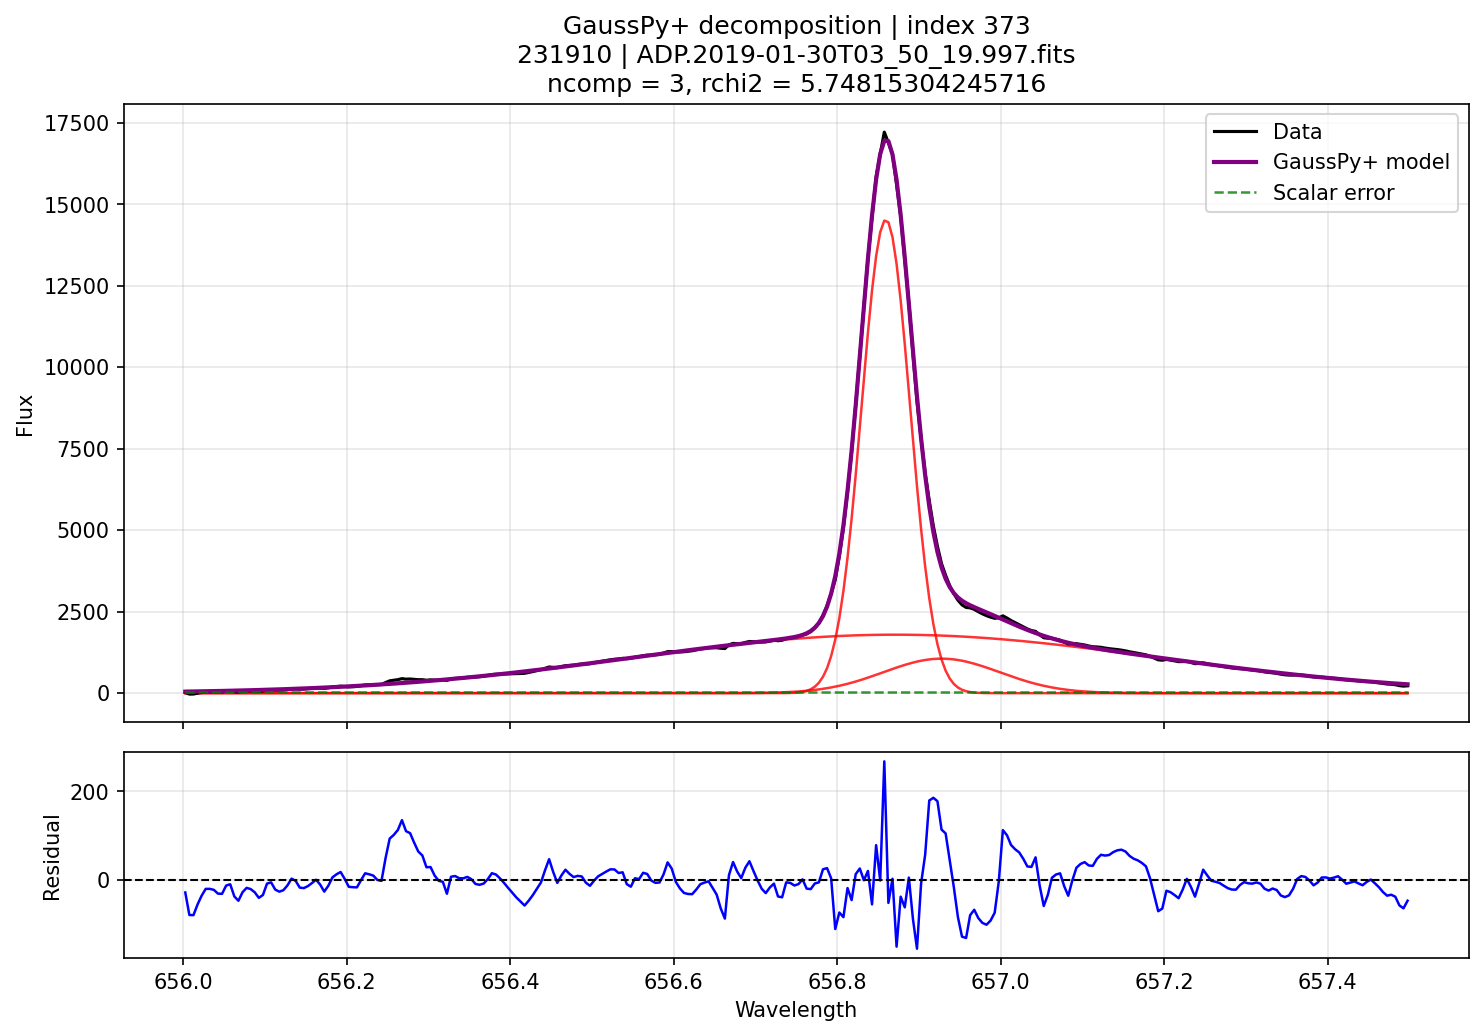 GaussPy+ decomposition | index 373
231910 | ADP.2019-01-30T03_50_19.997.fits
ncomp = 3, rchi2 = 5.74815304245716
17500
15000
12500
10000
7500
5000
2500
0
Flux
Data
GaussPy+ model
Scalar error
200
0
Residual
656.0
656.2
656.4
656.6
656.8
657.0
657.2
657.4
Wavelength